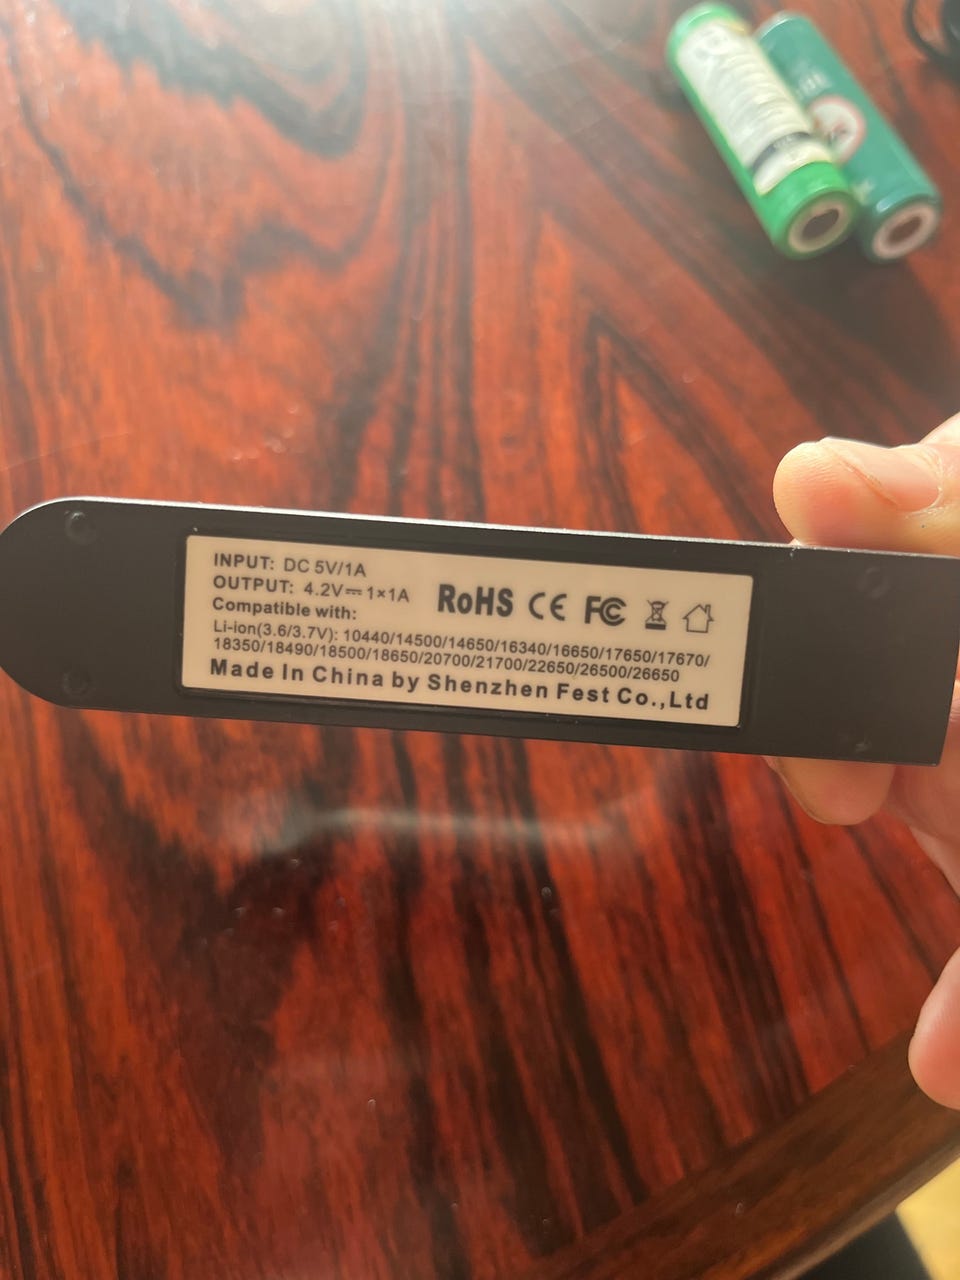 INPUT: DC 5V/1A
OUTPUT: 4.2V⎓1×1A
Compatible with:
RoHS CE FC
Li-ion(3.6/3.7V): 10440/14500/14650/16340/16650/17650/17670/
18350/18490/18500/18650/20700/21700/22650/26500/26650
Made In China by Shenzhen Fest Co.,Ltd